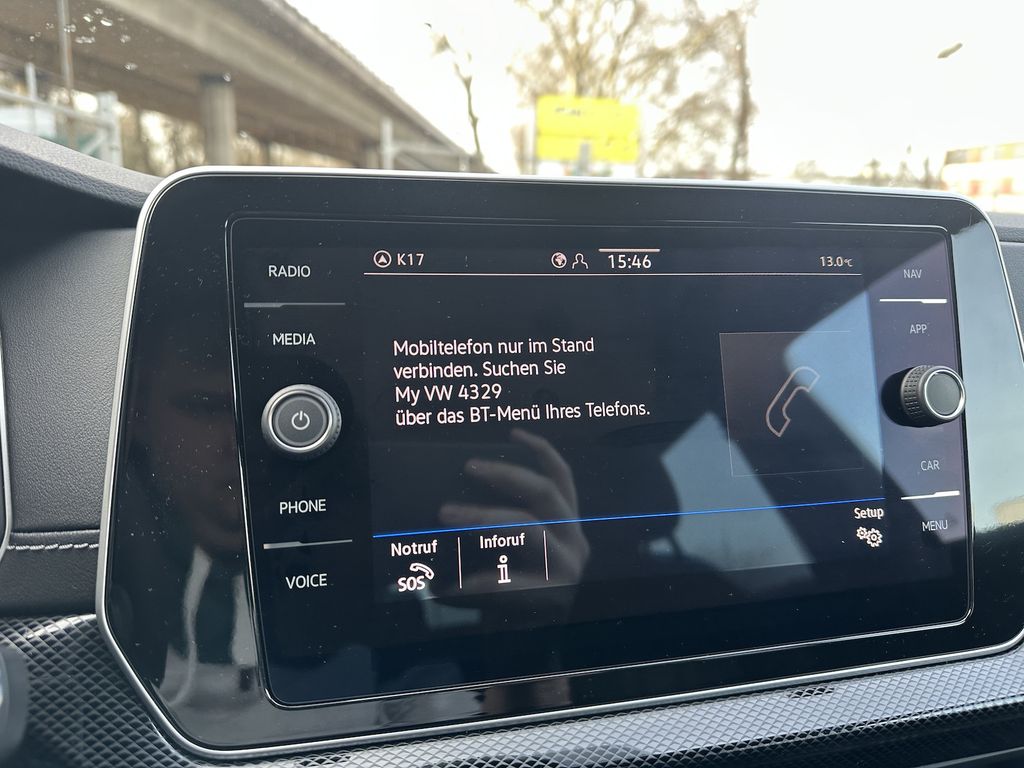 RADIO
MEDIA
PHONE
VOICE
K17
15:46
13.0°C
Mobiltelefon nur im Stand
verbinden. Suchen Sie
My VW 4329
über das BT-Menü Ihres Telefons.
Notruf
SOS
Inforuf
i
Setup
NAV
APP
CAR
MENU